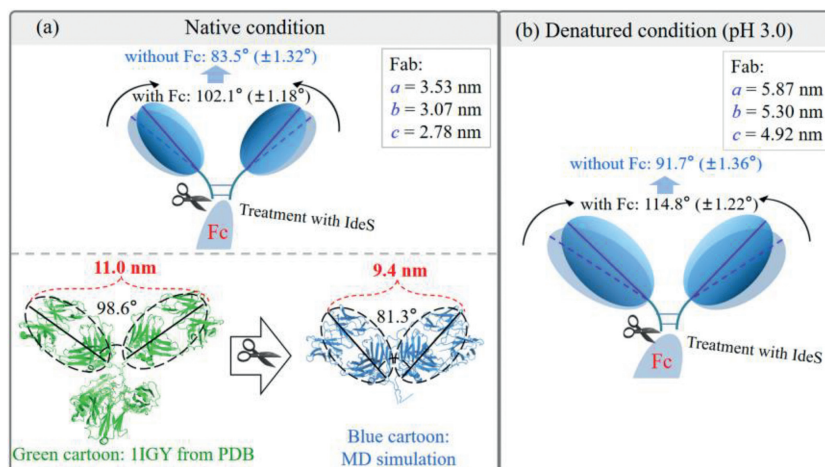 (a) Native condition
without Fc: 83.5° (±1.32°)
with Fc: 102.1° (±1.18°)
Fab:
a = 3.53 nm
b = 3.07 nm
c = 2.78 nm
Treatment with IdeS
Fc
11.0 nm
98.6°
9.4 nm
81.3°
Green cartoon: 1IGY from PDB
Blue cartoon:
MD simulation
(b) Denatured condition (pH 3.0)
Fab:
a = 5.87 nm
b = 5.30 nm
c = 4.92 nm
without Fc: 91.7° (±1.36°)
with Fc: 114.8° (±1.22°)
Treatment with IdeS
Fc